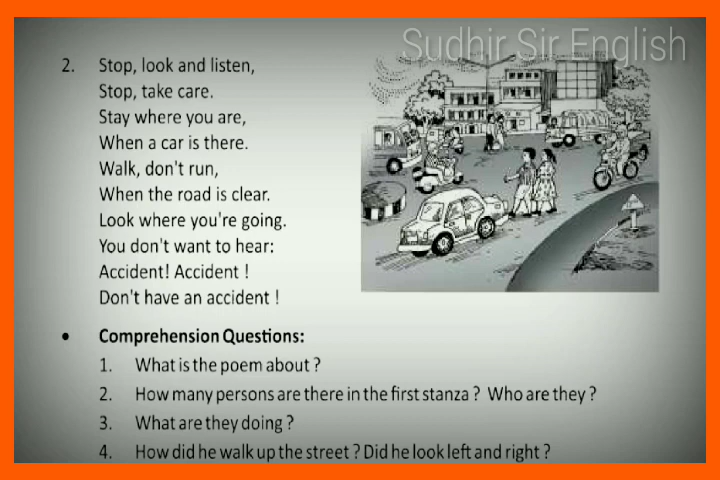 Sudhir Sir English
2. Stop, look and listen,
Stop, take care.
Stay where you are,
When a car is there.
Walk, don't run,
When the road is clear.
Look where you're going.
You don't want to hear:
Accident! Accident !
Don't have an accident !
• Comprehension Questions:
1. What is the poem about ?
2. How many persons are there in the first stanza ? Who are they ?
3. What are they doing ?
4. How did he walk up the street ? Did he look left and right ?